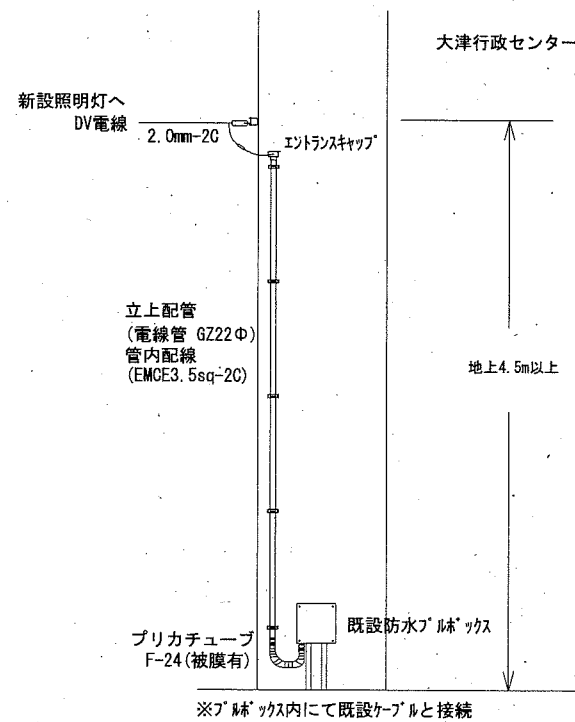 大津行政センター
新設照明灯へ
DV電線
2.0mm-2C
エントランスキャップ
立上配管
(電線管 GZ22Φ)
管内配線
(EMCE3.5sq-2C)
地上4.5m以上
プリカチューブ
F-24(被膜有)
既設防水プルボックス
※プルボックス内にて既設ケーブルと接続